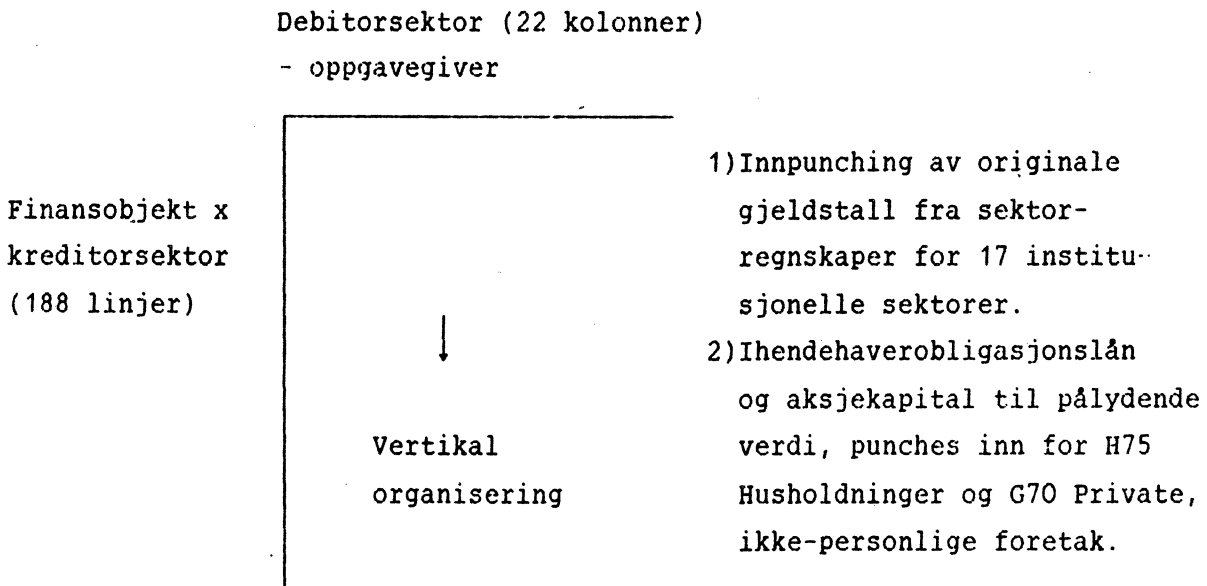 Debitorsektor (22 kolonner)
- oppgavegiver
Finansobjekt x
kreditorsektor
(188 linjer)
Vertikal
organisering
1)Innpunching av originale
gjeldstall fra sektor-
regnskaper for 17 institu-
sjonelle sektorer.
2)Ihendehaverobligasjonslån
og aksjekapital til pålydende
verdi, punches inn for H75
Husholdninger og G70 Private,
ikke-personlige foretak.